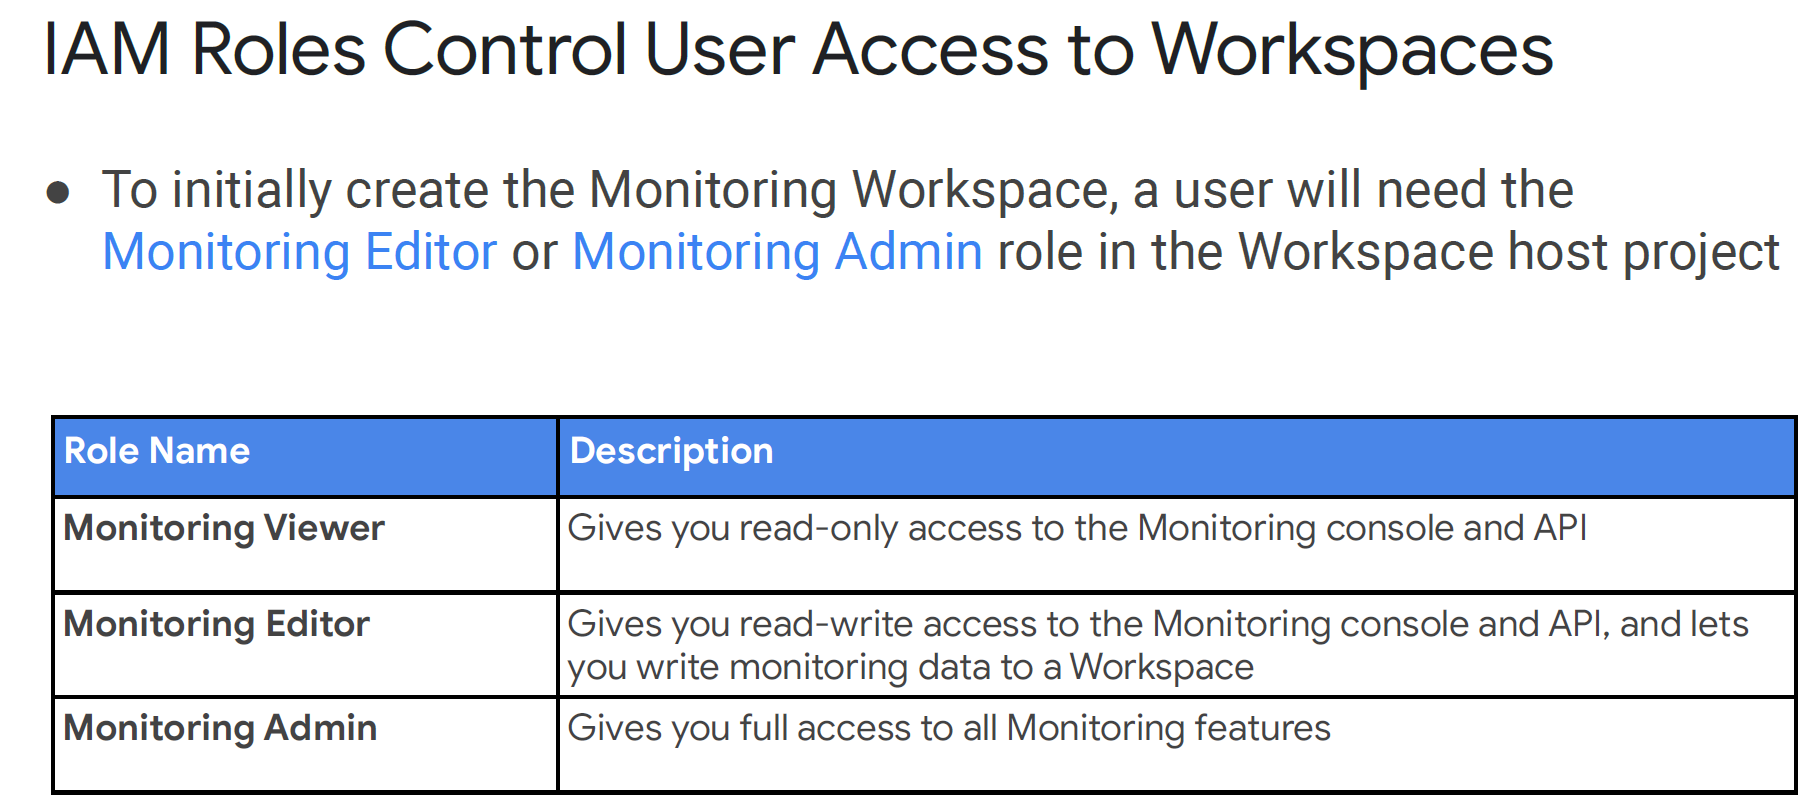 IAM Roles Control User Access to Workspaces
● To initially create the Monitoring Workspace, a user will need the
Monitoring Editor or Monitoring Admin role in the Workspace host project
Role Name
Description
Monitoring Viewer
Gives you read-only access to the Monitoring console and API
Monitoring Editor
Gives you read-write access to the Monitoring console and API, and lets
you write monitoring data to a Workspace
Monitoring Admin
Gives you full access to all Monitoring features